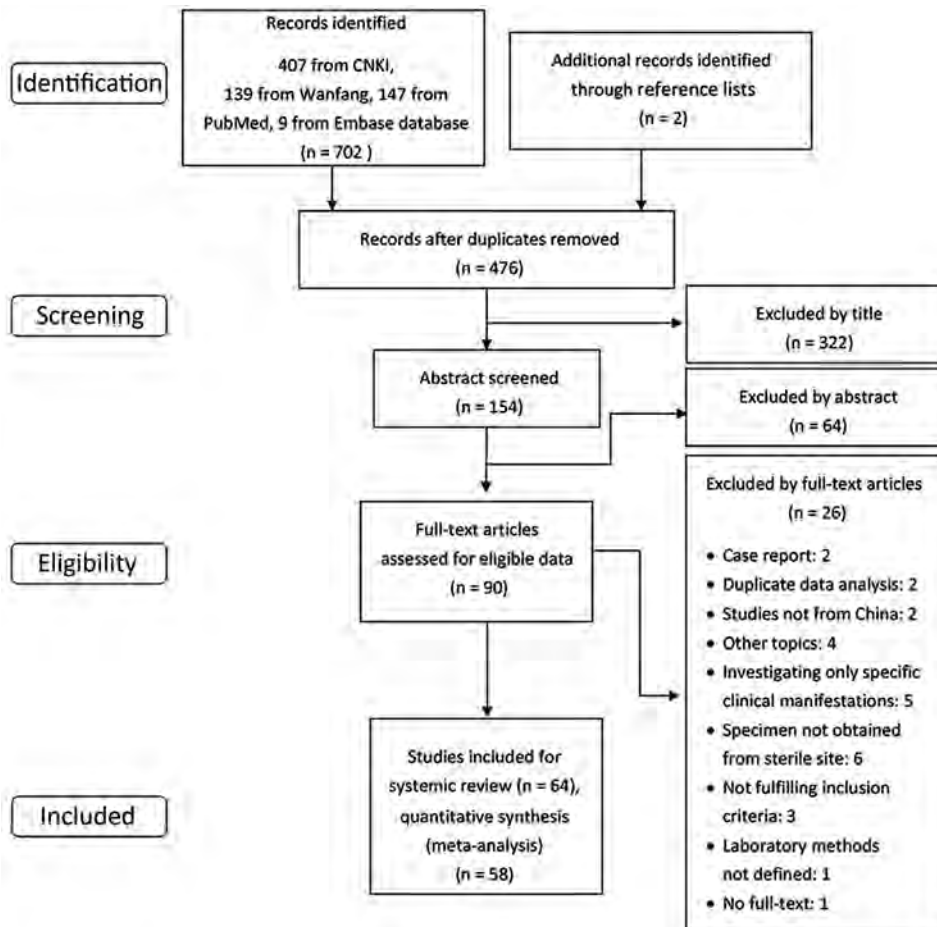 Identification
Records identified
407 from CNKI,
139 from Wanfang, 147 from
PubMed, 9 from Embase database
(n = 702 )
Additional records identified
through reference lists
(n = 2)
Records after duplicates removed
(n = 476)
Screening
Excluded by title
(n = 322)
Abstract screened
(n = 154)
Excluded by abstract
(n = 64)
Eligibility
Full-text articles
assessed for eligible data
(n = 90)
Excluded by full-text articles
(n = 26)
• Case report: 2
• Duplicate data analysis: 2
• Studies not from China: 2
• Other topics: 4
• Investigating only specific
clinical manifestations: 5
• Specimen not obtained
from sterile site: 6
• Not fulfilling inclusion
criteria: 3
• Laboratory methods
not defined: 1
• No full-text: 1
Included
Studies included for
systemic review (n = 64),
quantitative synthesis
(meta-analysis)
(n = 58)